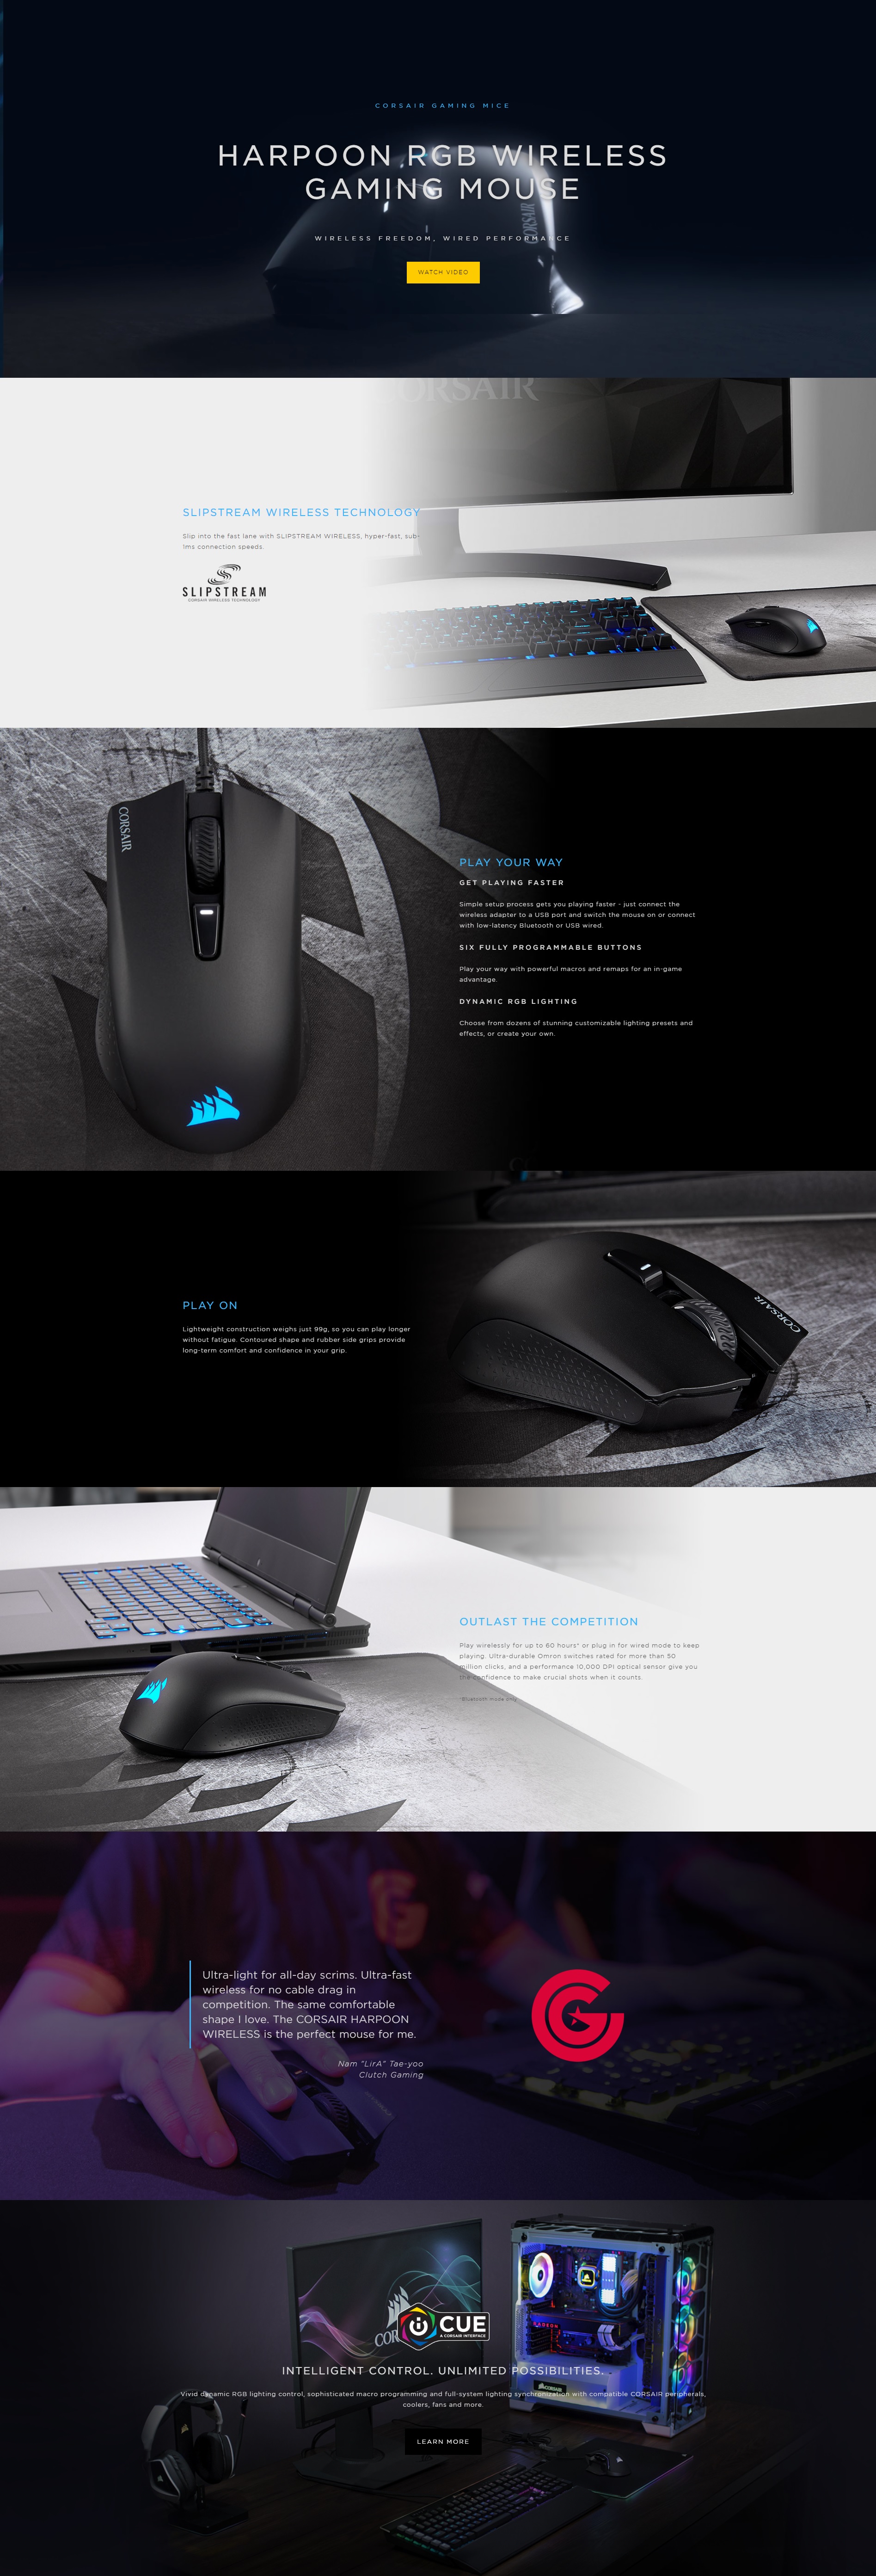 CORSAIR GAMING MICE
HARPOON RGB WIRELESS
GAMING MOUSE
CORSAIR
WIRELESS FREEDOM, WIRED PERFORMANCE
WATCH VIDEO
CORSAIR
SLIPSTREAM WIRELESS TECHNOLOGY
Slip into the fast lane with SLIPSTREAM WIRELESS, hyper-fast, sub-
1ms connection speeds.
SLIPSTREAM
CORSAIR WIRELESS TECHNOLOGY
CORSAIR
PLAY YOUR WAY
GET PLAYING FASTER
Simple setup process gets you playing faster - just connect the
wireless adapter to a USB port and switch the mouse on or connect
with low-latency Bluetooth or USB wired.
SIX FULLY PROGRAMMABLE BUTTONS
Play your way with powerful macros and remaps for an in-game
advantage.
DYNAMIC RGB LIGHTING
Choose from dozens of stunning customizable lighting presets and
effects, or create your own.
PLAY ON
Lightweight construction weighs just 99g, so you can play longer
without fatigue. Contoured shape and rubber side grips provide
long-term comfort and confidence in your grip.
CORSAIR
OUTLAST THE COMPETITION
Play wirelessly for up to 60 hours* or plug in for wired mode to keep
playing. Ultra-durable Omron switches rated for more than 50
million clicks, and a performance 10,000 DPI optical sensor give you
the confidence to make crucial shots when it counts.
*Bluetooth mode only
Ultra-light for all-day scrims. Ultra-fast
wireless for no cable drag in
competition. The same comfortable
shape I love. The CORSAIR HARPOON
WIRELESS is the perfect mouse for me.
Nam "LirA" Tae-yoo
Clutch Gaming
COR
iCUE
A CORSAIR INTERFACE
RADEON
CORSAIR
INTELLIGENT CONTROL. UNLIMITED POSSIBILITIES.
Vivid dynamic RGB lighting control, sophisticated macro programming and full-system lighting synchronization with compatible CORSAIR peripherals,
coolers, fans and more.
LEARN MORE